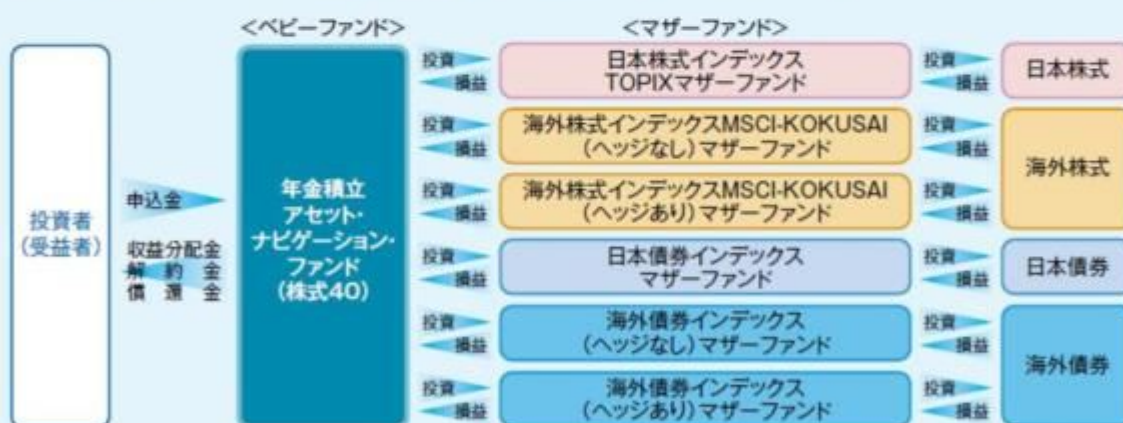 <ベビーファンド>
<マザーファンド>
投資者
(受益者)
申込金
収益分配金
解約金
償還金
年金積立
アセット・
ナビゲーション・
ファンド
(株式40)
投資
損益
日本株式インデックス
TOPIXマザーファンド
投資
損益
日本株式
投資
損益
海外株式インデックスMSCI-KOKUSAI
(ヘッジなし)マザーファンド
投資
損益
海外株式
投資
損益
海外株式インデックスMSCI-KOKUSAI
(ヘッジあり)マザーファンド
投資
損益
投資
損益
日本債券インデックス
マザーファンド
投資
損益
日本債券
投資
損益
海外債券インデックス
(ヘッジなし)マザーファンド
投資
損益
海外債券
投資
損益
海外債券インデックス
(ヘッジあり)マザーファンド
投資
損益